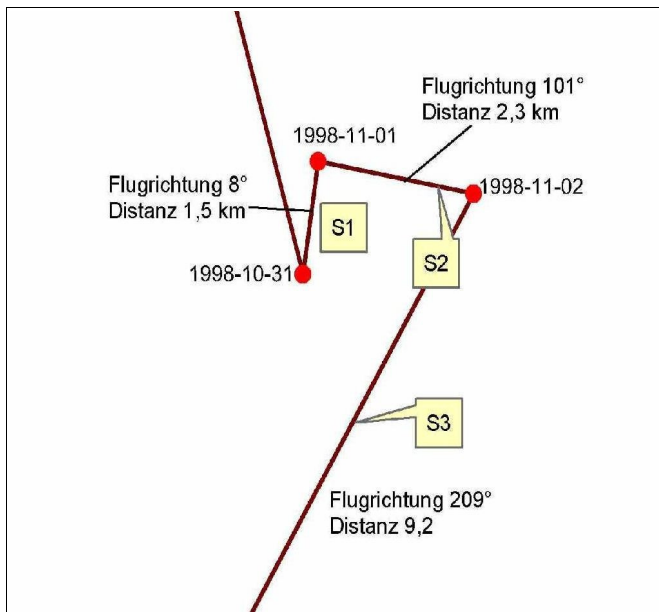 Flugrichtung 101°
Distanz 2,3 km
1998-11-01
Flugrichtung 8°
Distanz 1,5 km
1998-11-02
S1
S2
1998-10-31
S3
Flugrichtung 209°
Distanz 9,2